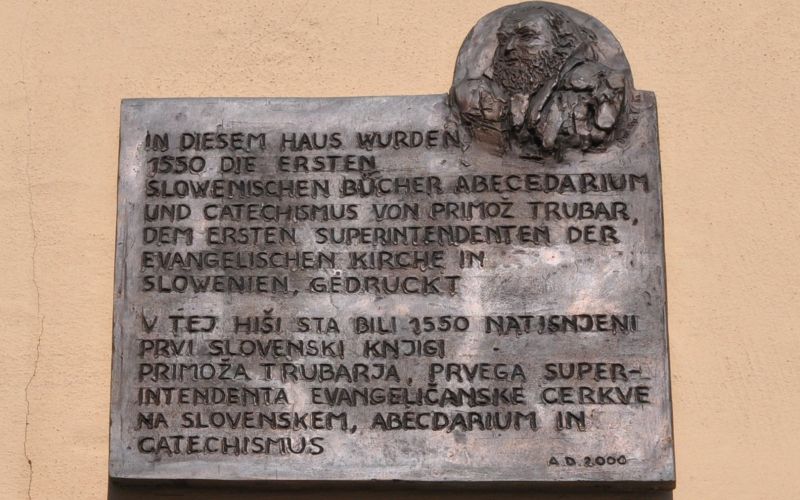 IN DIESEM HAUS WURDEN
1550 DIE ERSTEN
SLOWENISCHEN BÜCHER ABECEDARIUM
UND CATECHISMUS VON PRIMOŽ TRUBAR,
DEM ERSTEN SUPERINTENDENTEN DER
EVANGELISCHEN KIRCHE IN
SLOWENIEN, GEDRUCKT
V TEJ HIŠI STA BILI 1550 NATISNJENI
PRVI SLOVENSKI KNJIGI
PRIMOŽA TRUBARJA, PRVEGA SUPER-
INTENDENTA EVANGELIČANSKE CERKVE
NA SLOVENSKEM, ABECDARIUM IN
CATECHISMUS
A.D. 2000